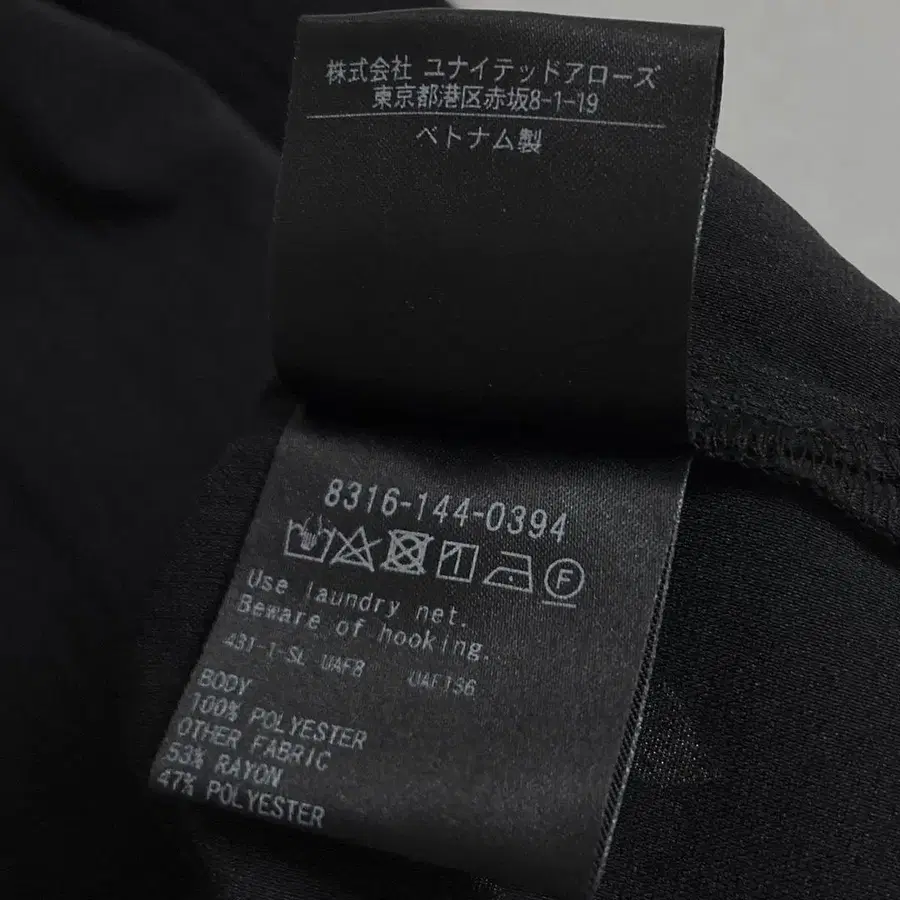 株式会社 ユナイテッドアローズ
東京都港区赤坂8-1-19
ベトナム製
8316-144-0394
F
Use laundry net.
Beware of hooking.
431-1-SL UAF8 UAF136
BODY
100% POLYESTER
OTHER FABRIC
53% RAYON
47% POLYESTER